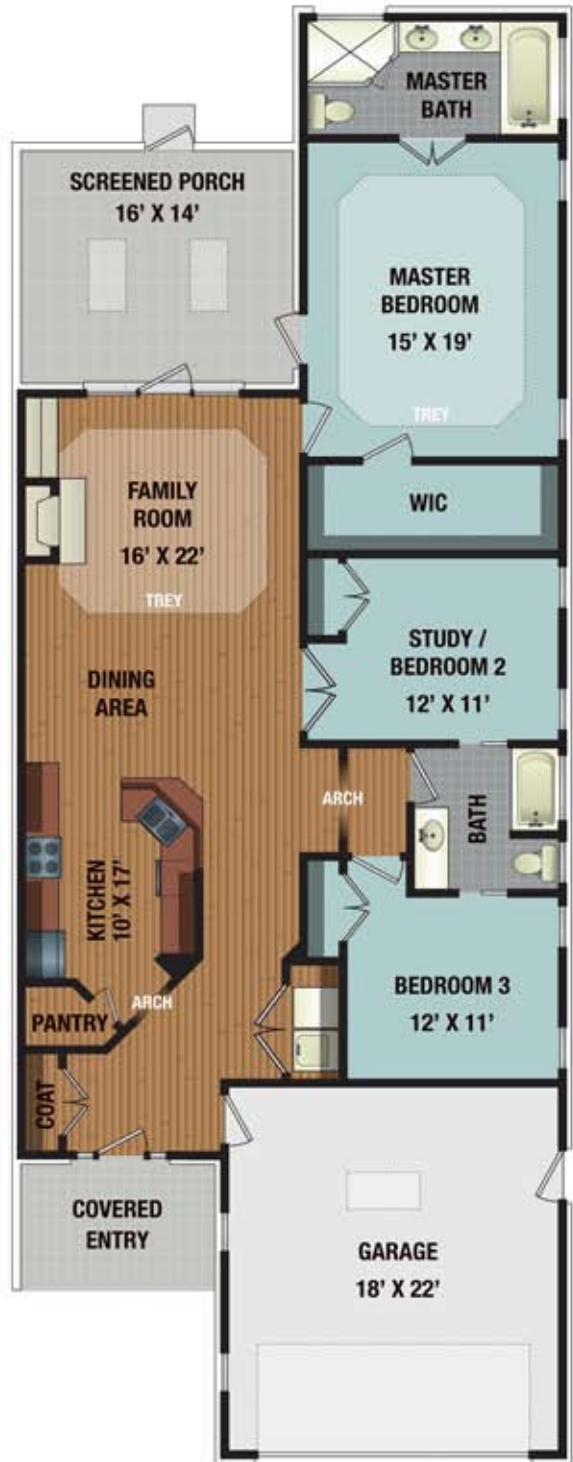 MASTER
BATH
SCREENED PORCH
16’ X 14’
MASTER
BEDROOM
15’ X 19’
TREY
FAMILY
ROOM
16’ X 22’
TREY
WIC
STUDY /
BEDROOM 2
12’ X 11’
DINING
AREA
ARCH
BATH
KITCHEN
10’ X 17’
BEDROOM 3
12’ X 11’
PANTRY
ARCH
COAT
COVERED
ENTRY
GARAGE
18’ X 22’